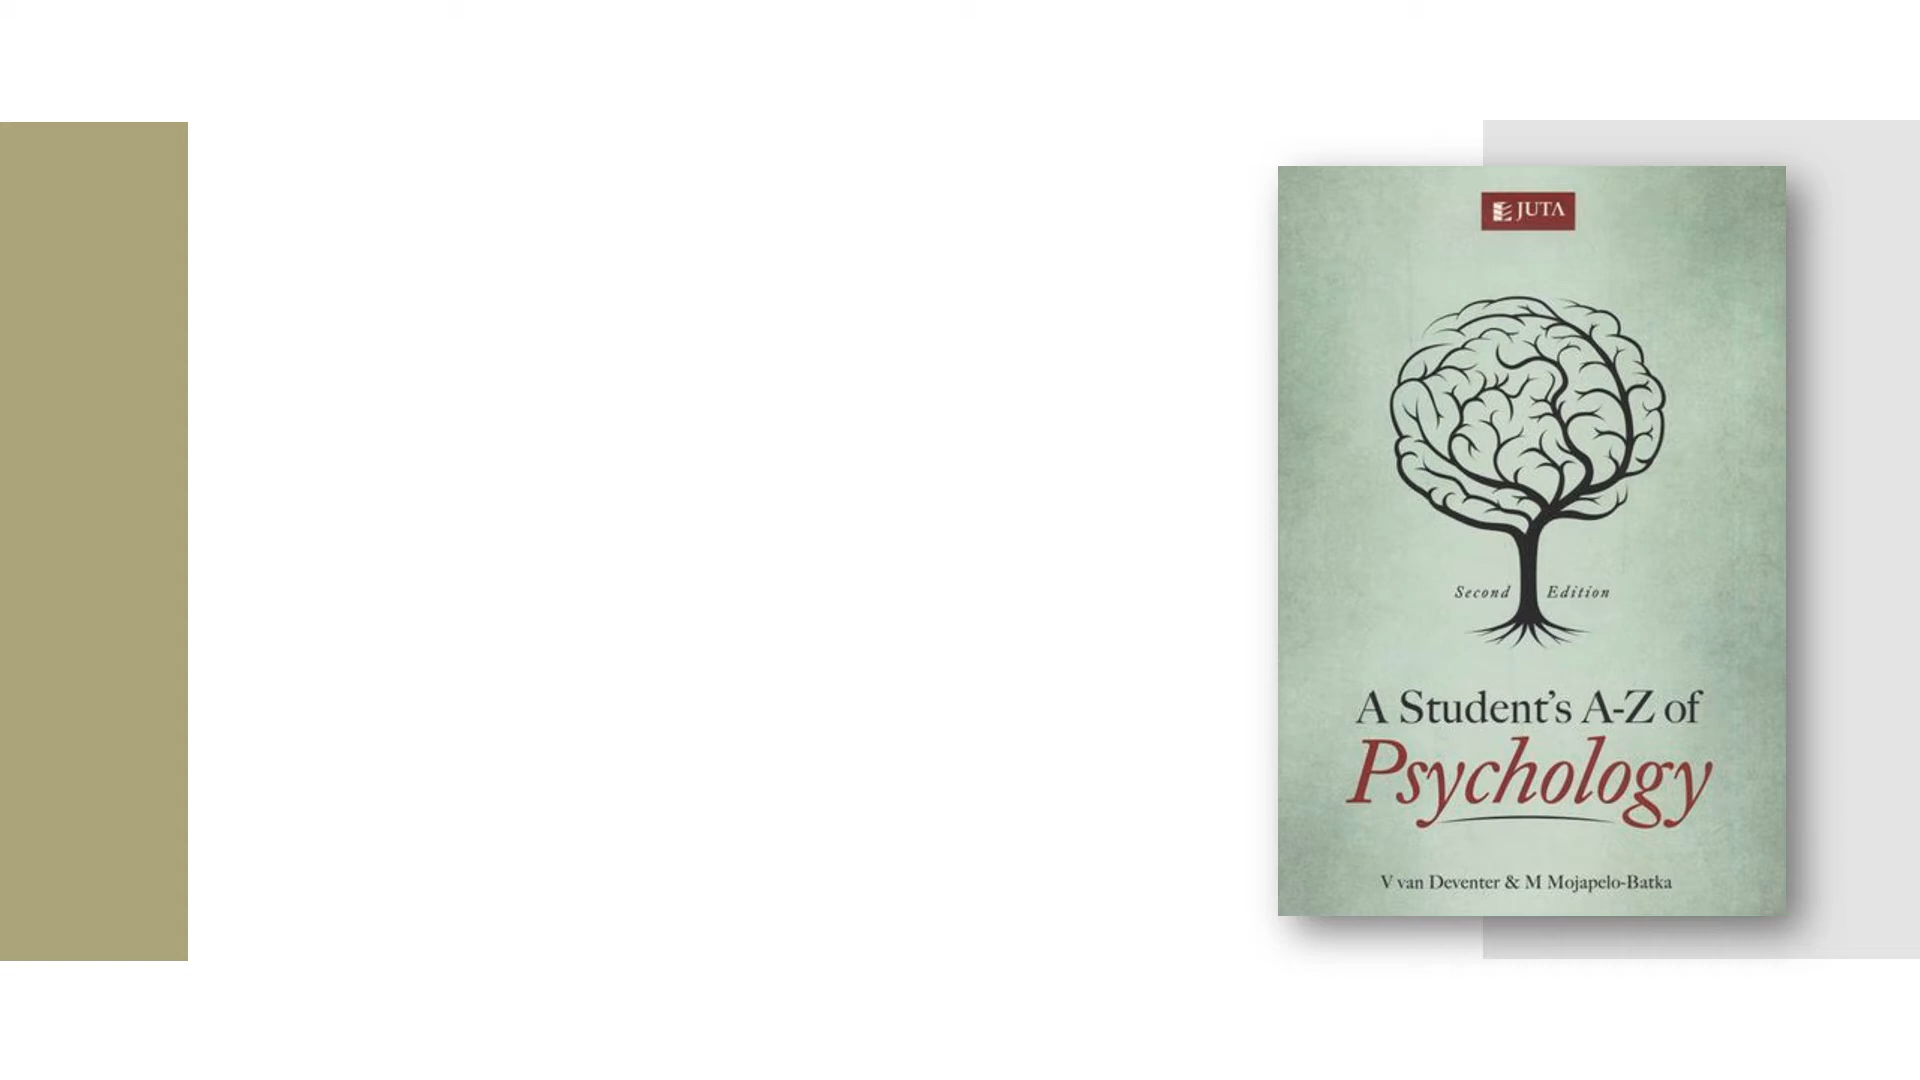 JUTA
Second Edition
A Student's A-Z of
Psychology
V van Deventer & M Mojapelo-Batka